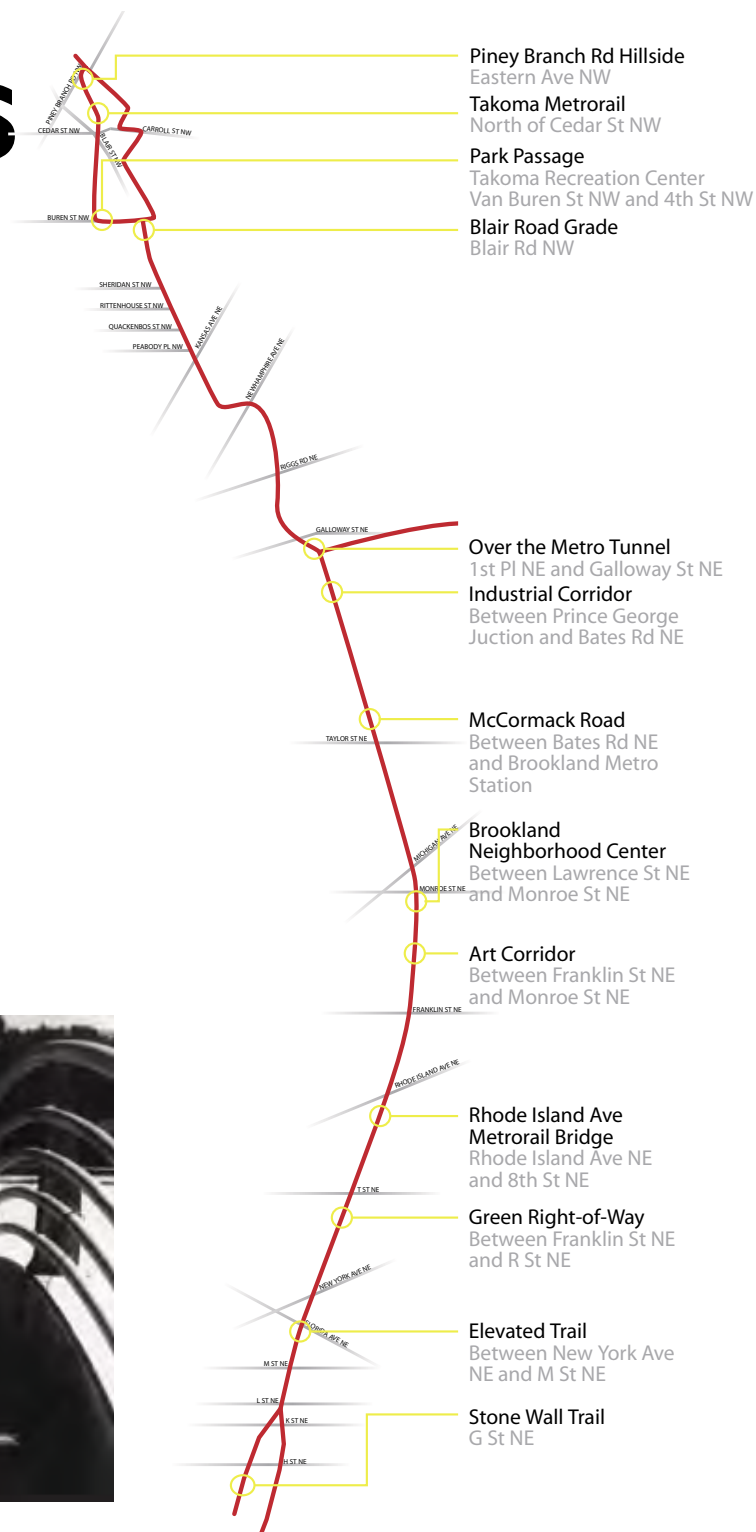 S
Piney Branch Rd Hillside
Eastern Ave NW
Takoma Metrorail
North of Cedar St NW
Park Passage
Takoma Recreation Center
Van Buren St NW and 4th St NW
Blair Road Grade
Blair Rd NW
CEDAR ST NW
CARROLL ST NW
BLAIR ST NW
BUREN ST NW
SHERIDAN ST NW
RITTENHOUSE ST NW
QUACKENBOS ST NW
PEABODY PL NW
KANSAS AVE NE
NEWHAMPHIRE AVE NE
RIGGS RD NE
GALLOWAY ST NE
Over the Metro Tunnel
1st Pl NE and Galloway St NE
Industrial Corridor
Between Prince George
Juction and Bates Rd NE
McCormack Road
Between Bates Rd NE
and Brookland Metro
Station
TAYLOR ST NE
Brookland
Neighborhood Center
Between Lawrence St NE
and Monroe St NE
MICHIGAN AVE NE
MONROE ST NE
Art Corridor
Between Franklin St NE
and Monroe St NE
FRANKLIN ST NE
RHODE ISLAND AVE NE
Rhode Island Ave
Metrorail Bridge
Rhode Island Ave NE
and 8th St NE
T ST NE
Green Right-of-Way
Between Franklin St NE
and R St NE
NEW YORK AVE NE
AVE NE
Elevated Trail
Between New York Ave
NE and M St NE
M ST NE
L ST NE
K ST NE
Stone Wall Trail
G St NE
H ST NE
PINEY BRANCH RD NW